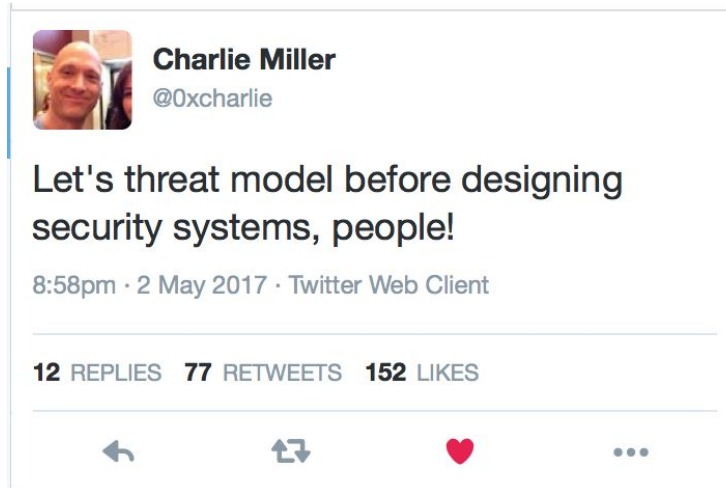 Charlie Miller
@0xcharlie
Let's threat model before designing
security systems, people!
8:58pm · 2 May 2017 · Twitter Web Client
12 REPLIES 77 RETWEETS 152 LIKES